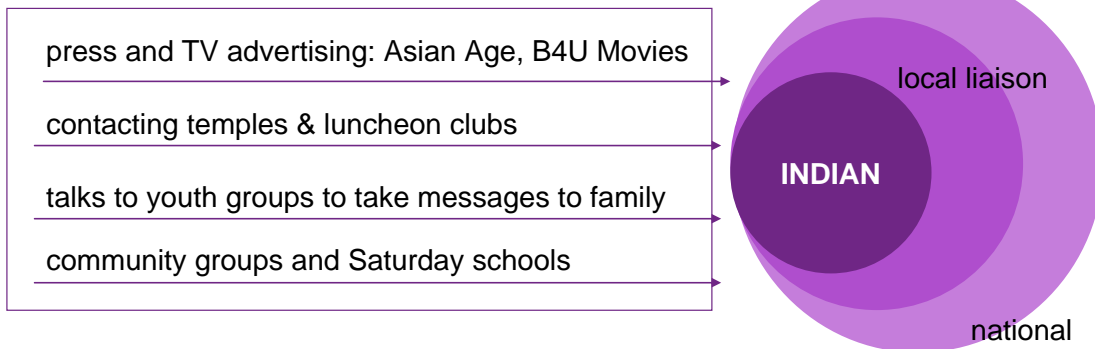 press and TV advertising: Asian Age, B4U Movies
local liaison
contacting temples & luncheon clubs
INDIAN
talks to youth groups to take messages to family
community groups and Saturday schools
national